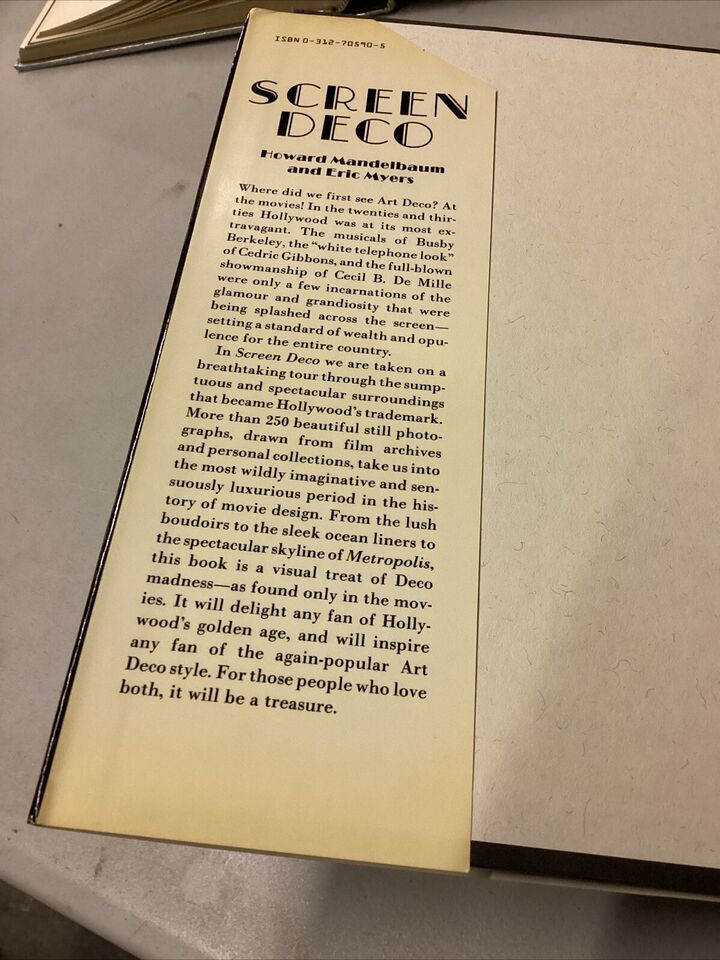 ISBN 0-312-70590-5
SCREEN
DECO
Howard Mandelbaum
and Eric Myers
Where did we first see Art Deco? At
the movies! In the twenties and thir-
ties Hollywood was at its most ex-
travagant. The musicals of Busby
Berkeley, the “white telephone look”
of Cedric Gibbons, and the full-blown
showmanship of Cecil B. De Mille
were only a few incarnations of the
glamour and grandiosity that were
being splashed across the screen—
setting a standard of wealth and opu-
lence for the entire country.
In Screen Deco we are taken on a
breathtaking tour through the sump-
tuous and spectacular surroundings
that became Hollywood’s trademark.
More than 250 beautiful still photo-
graphs, drawn from film archives
and personal collections, take us into
the most wildly imaginative and sen-
suously luxurious period in the his-
tory of movie design. From the lush
boudoirs to the sleek ocean liners to
the spectacular skyline of Metropolis,
this book is a visual treat of Deco
madness—as found only in the mov-
ies. It will delight any fan of Holly-
wood’s golden age, and will inspire
any fan of the again-popular Art
Deco style. For those people who love
both, it will be a treasure.